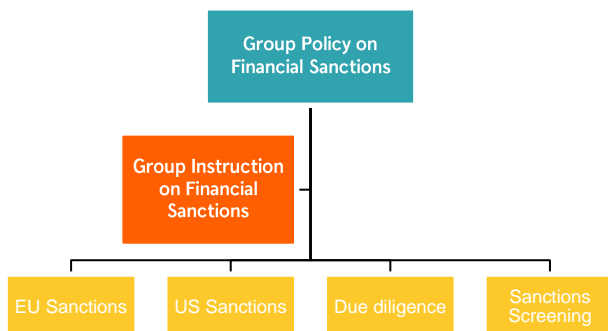 Group Policy on
Financial Sanctions
Group Instruction
on Financial
Sanctions
EU Sanctions
US Sanctions
Due diligence
Sanctions
Screening